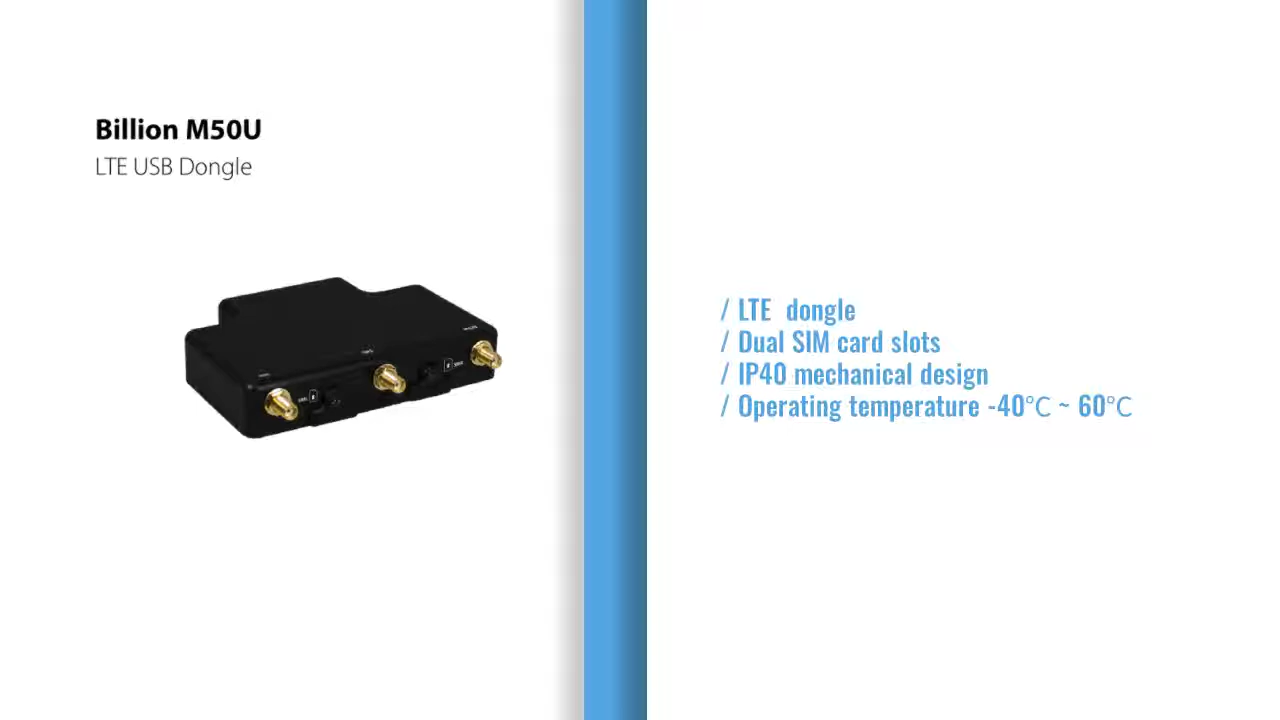 Billion M50U
LTE USB Dongle
/ LTE dongle
/ Dual SIM card slots
/ IP40 mechanical design
/ Operating temperature -40°C ~ 60°C